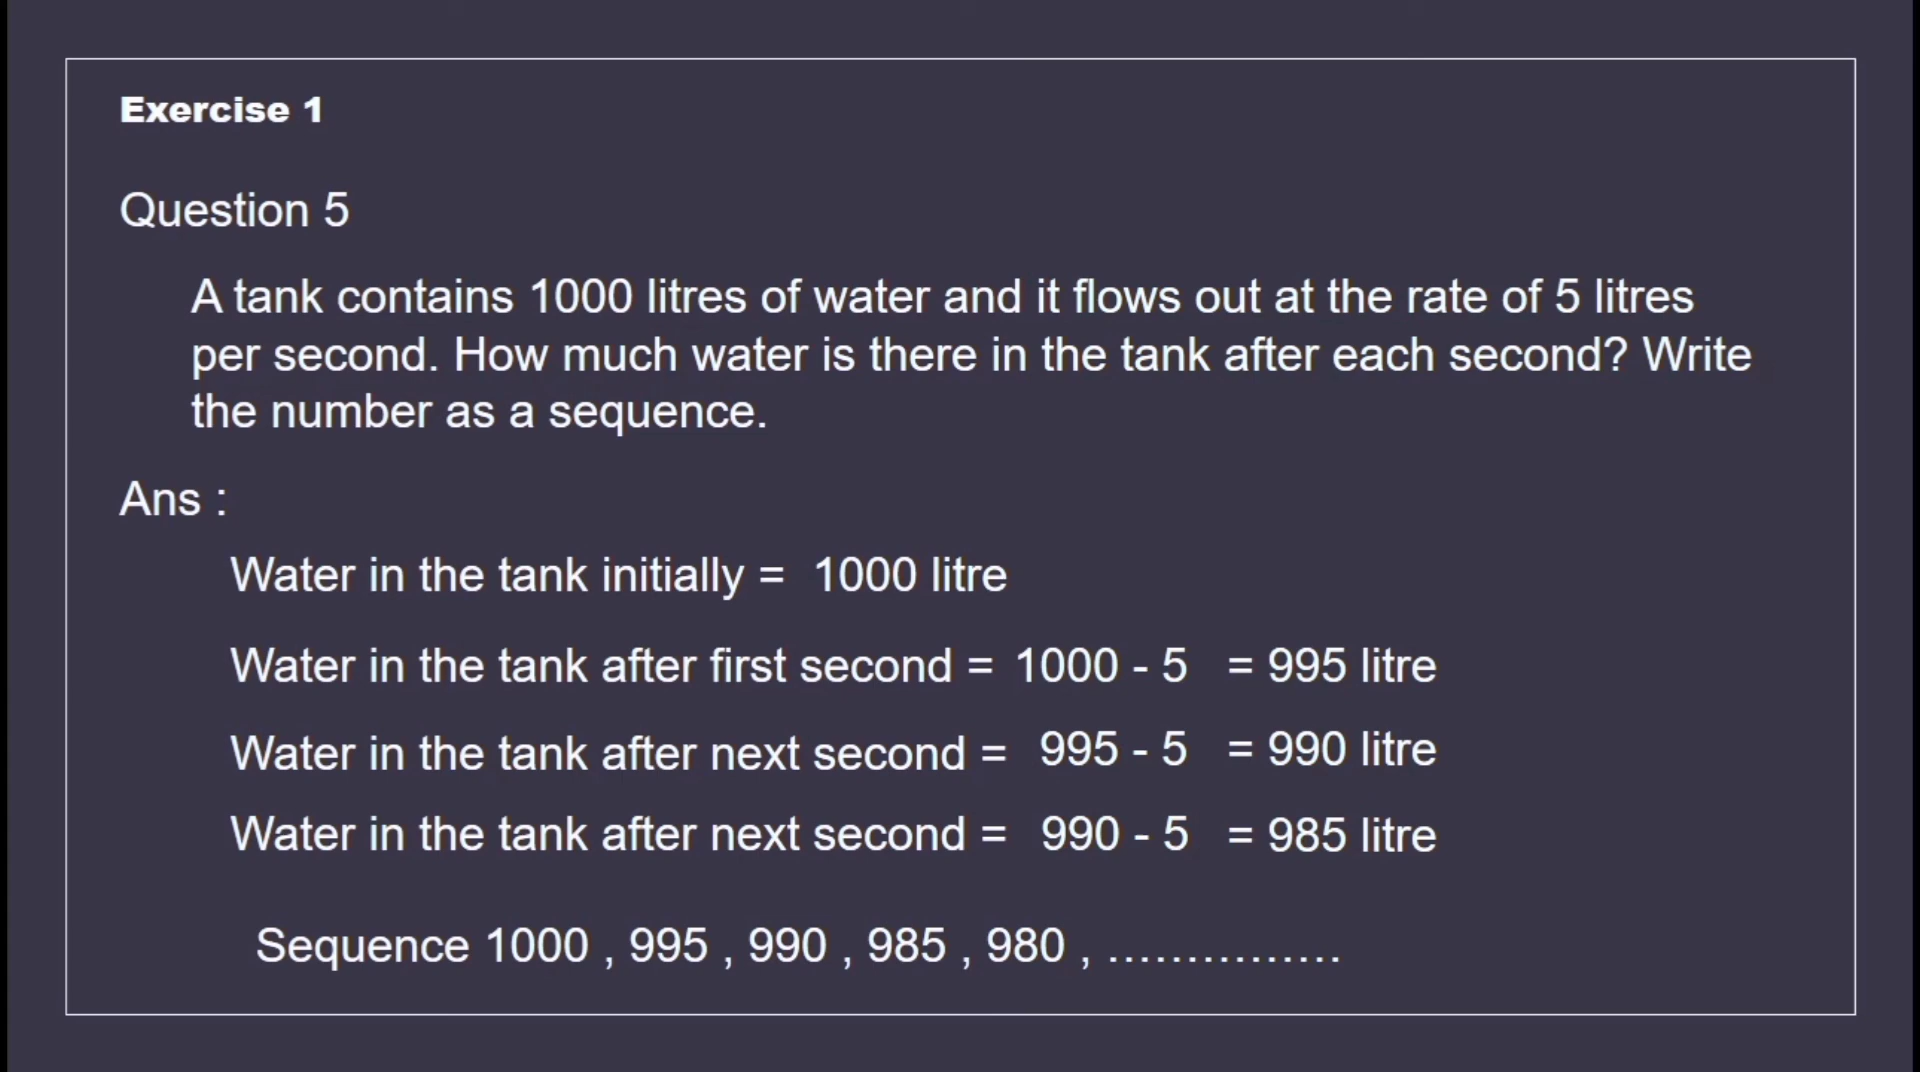 Exercise 1
Question 5
A tank contains 1000 litres of water and it flows out at the rate of 5 litres
per second. How much water is there in the tank after each second? Write
the number as a sequence.
Ans :
Water in the tank initially = 1000 litre
Water in the tank after first second = 1000 - 5 = 995 litre
Water in the tank after next second = 995 - 5 = 990 litre
Water in the tank after next second = 990 - 5 = 985 litre
Sequence 1000 , 995 , 990 , 985 , 980 , ...............